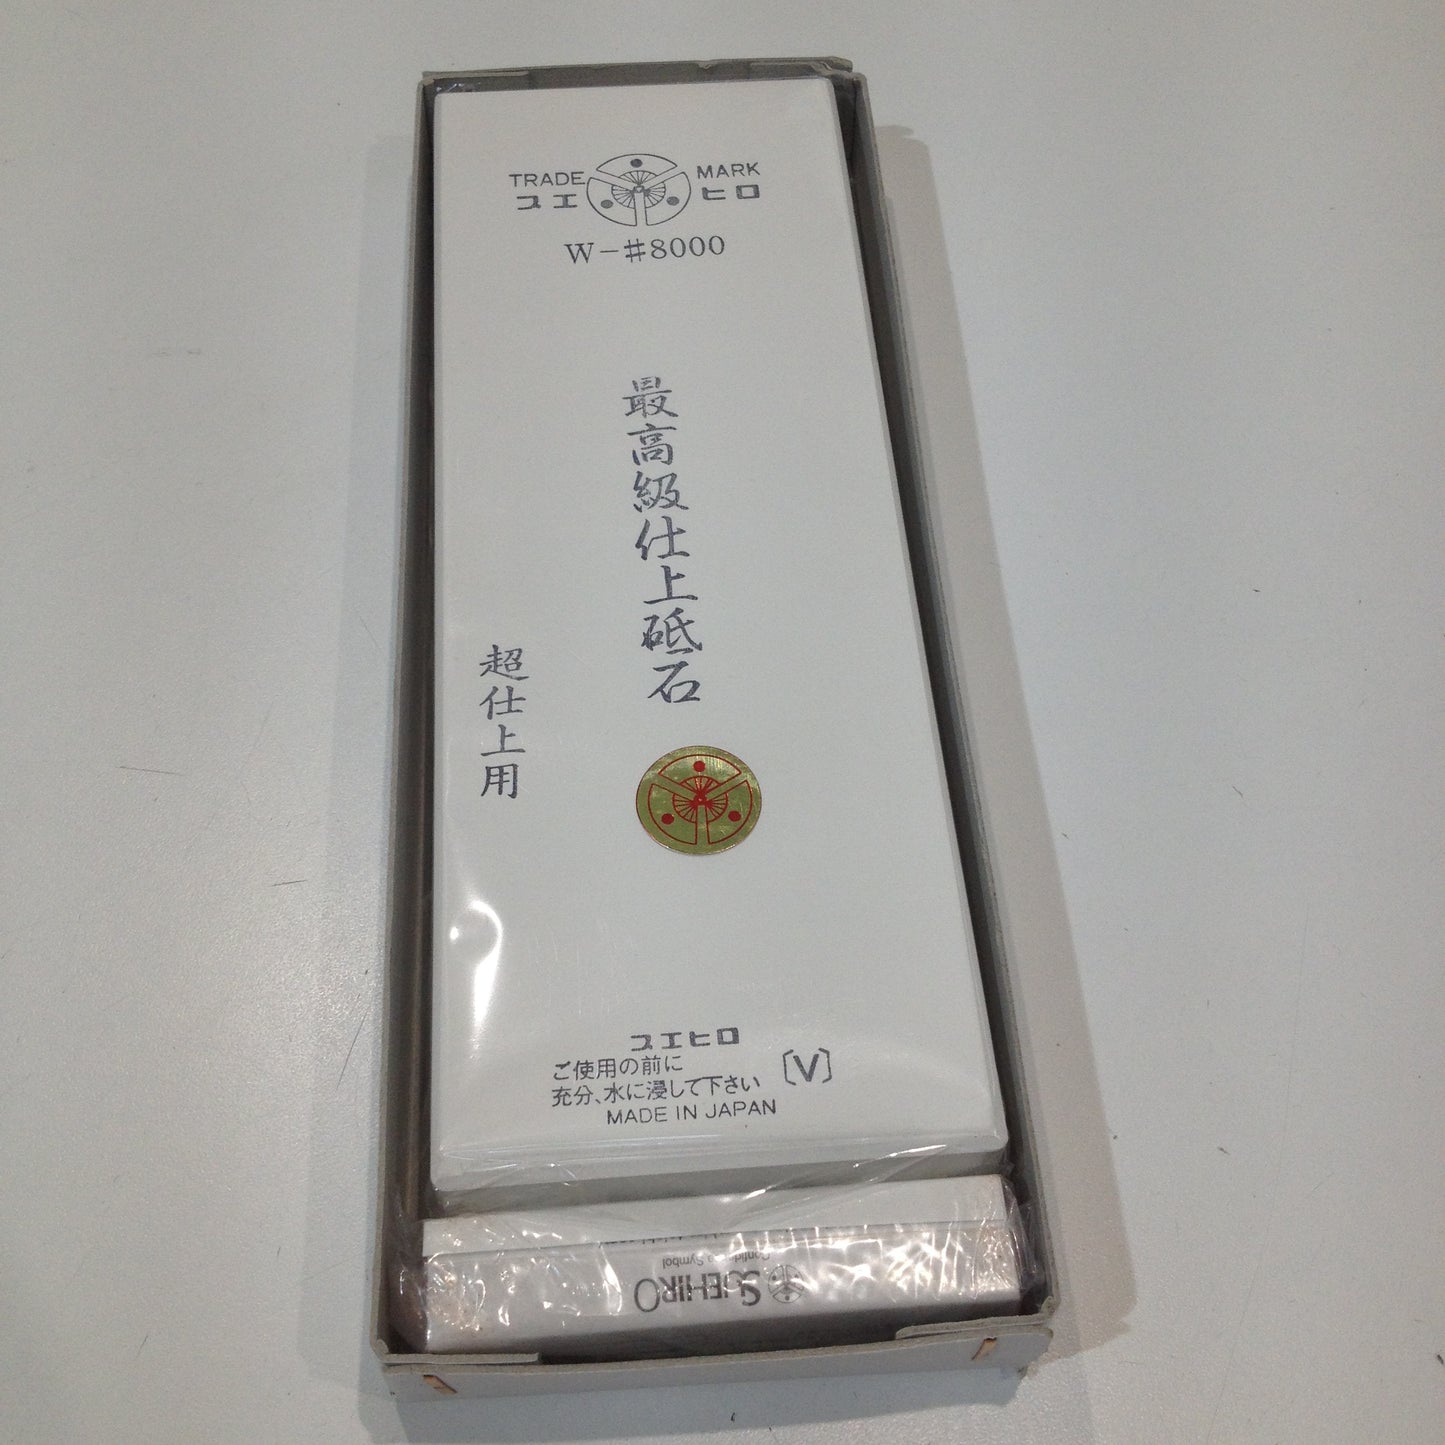 TRADE MARK
スエヒロ
W-#8000
最高級仕上砥石
超仕上用
スエヒロ
ご使用の前に
充分、水に浸して下さい
〔V〕
MADE IN JAPAN
Symbol
SUEHIRO